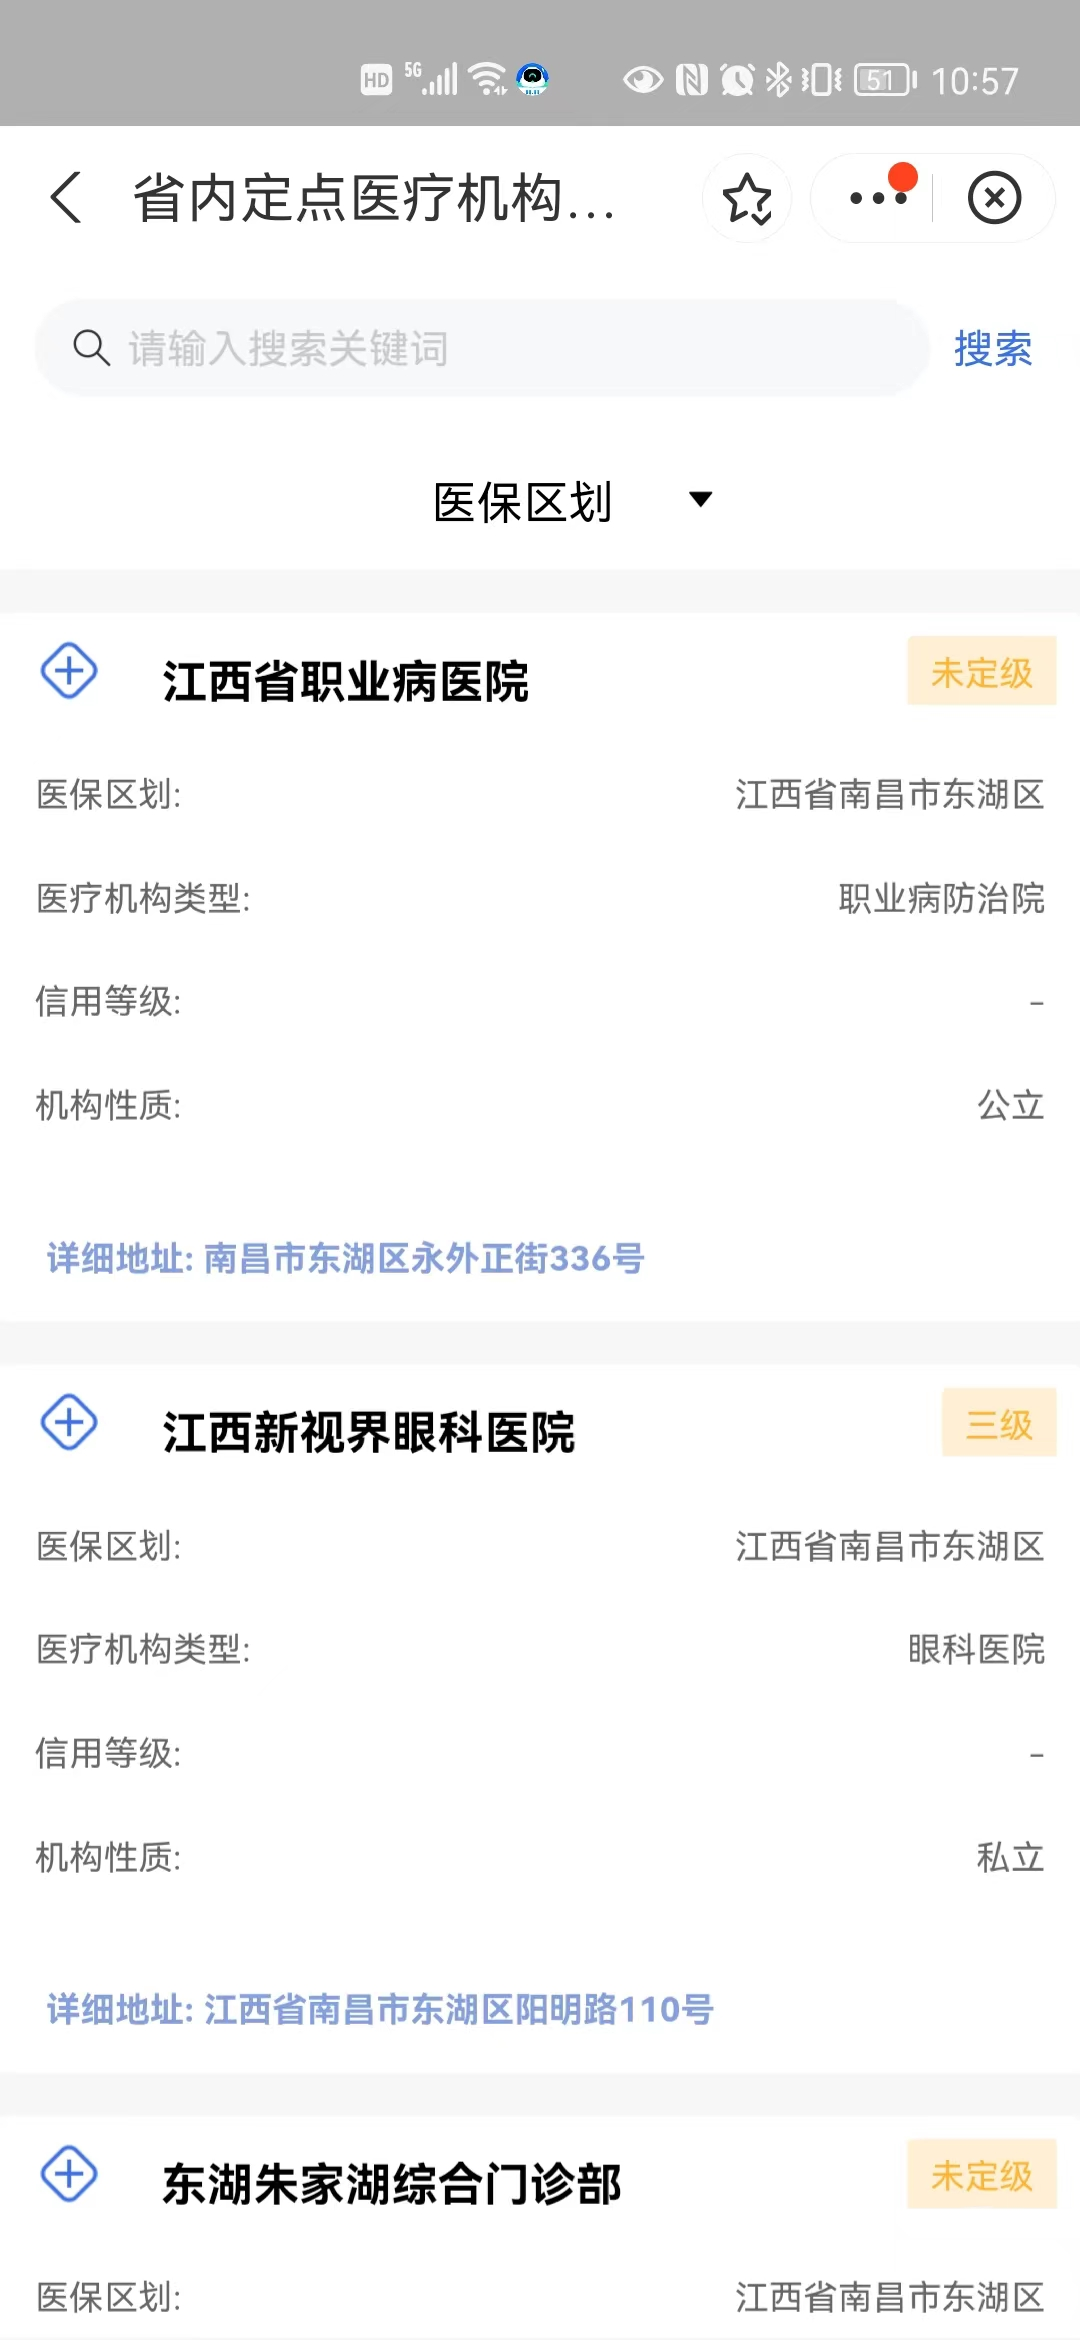 HD 5G 51 10:57
省内定点医疗机构...
请输入搜索关键词 搜索
医保区划
江西省职业病医院 未定级
医保区划: 江西省南昌市东湖区
医疗机构类型: 职业病防治院
信用等级: -
机构性质: 公立
详细地址: 南昌市东湖区永外正街336号
江西新视界眼科医院 三级
医保区划: 江西省南昌市东湖区
医疗机构类型: 眼科医院
信用等级: -
机构性质: 私立
详细地址: 江西省南昌市东湖区阳明路110号
东湖朱家湖综合门诊部 未定级
医保区划: 江西省南昌市东湖区